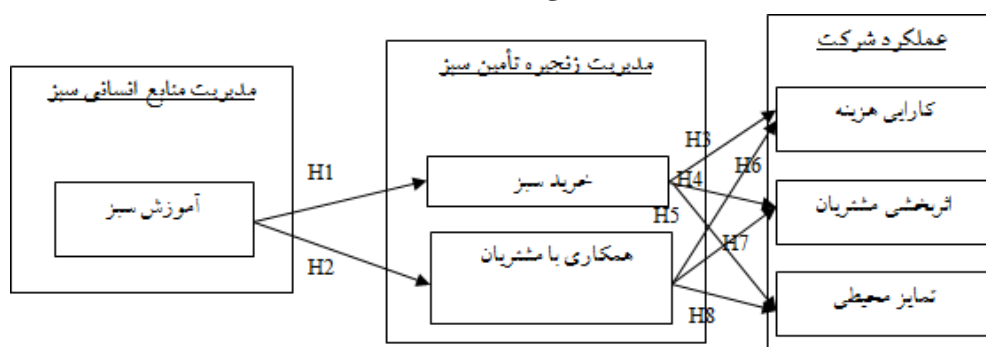 عملکرد شرکت
مدیریت زنجیره تأمین سبز
مدیریت منابع انسانی سبز
کارایی هزینه
H3
H6
H1
خرید سبز
H4
آموزش سبز
اثربخشی مشتریان
H5
H7
همکاری با مشتریان
H2
تمایز محیطی
H8